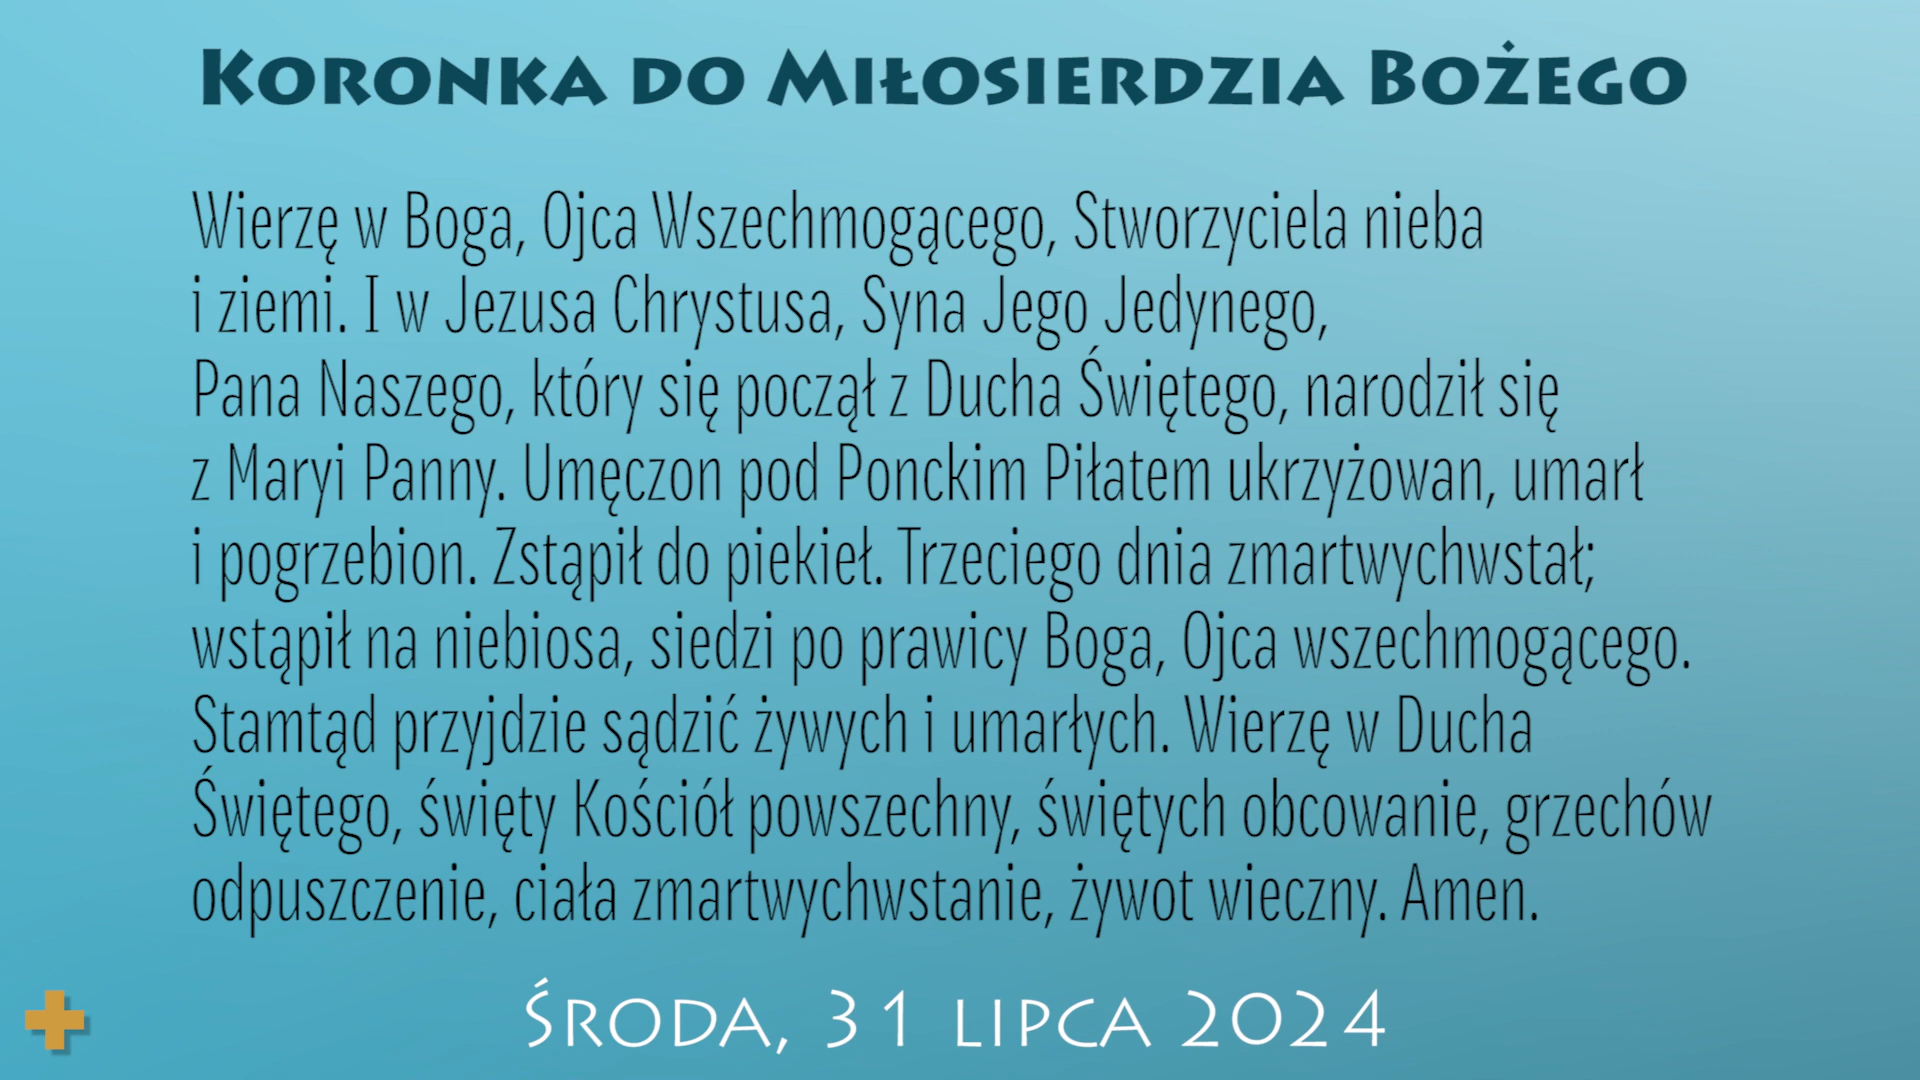 Koronka do Miłosierdzia Bożego
Wierzę w Boga, Ojca Wszechmogącego, Stworzyciela nieba
i ziemi. I w Jezusa Chrystusa, Syna Jego Jedynego,
Pana Naszego, który się począł z Ducha Świętego, narodził się
z Maryi Panny. Umęczon pod Ponckim Piłatem ukrzyżowan, umarł
i pogrzebion. Zstąpił do piekieł. Trzeciego dnia zmartwychwstał;
wstąpił na niebiosa, siedzi po prawicy Boga, Ojca wszechmogącego.
Stamtąd przyjdzie sądzić żywych i umarłych. Wierzę w Ducha
Świętego, święty Kościół powszechny, świętych obcowanie, grzechów
odpuszczenie, ciała zmartwychwstanie, żywot wieczny. Amen.
Środa, 31 lipca 2024